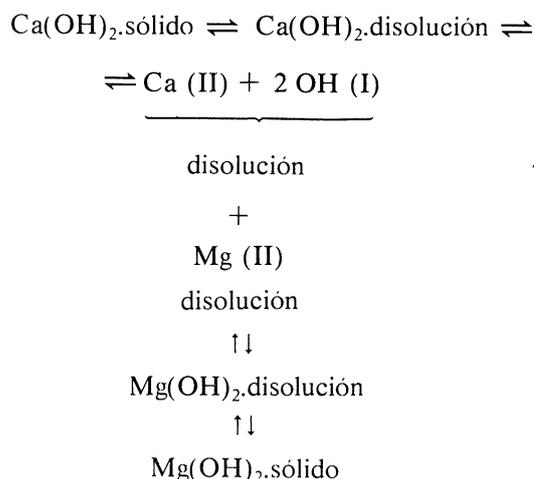 Ca(OH)₂.sólido ⇌ Ca(OH)₂.disolución ⇌
⇌ Ca (II) + 2 OH (I)
disolución
+
Mg (II)
disolución
↑↓
Mg(OH)₂.disolución
↑↓
Mg(OH)₂.sólido